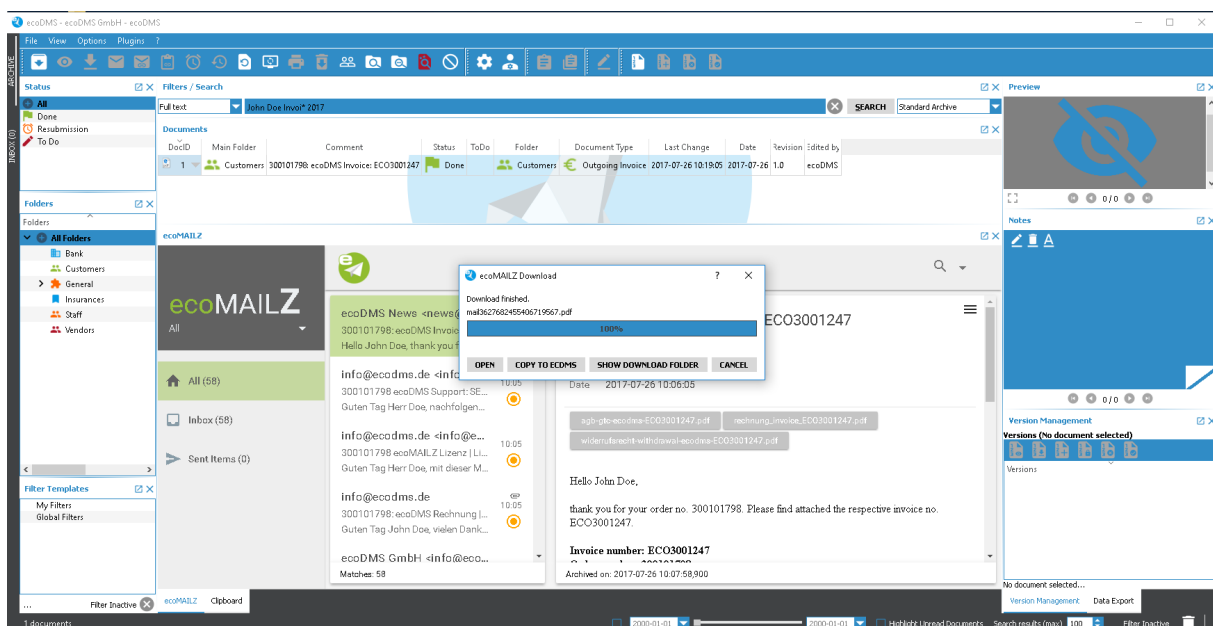 ecoDMS - ecoDMS GmbH - ecoDMS
File View Options Plugins ?
ARCHIVE
INBOX (0)
Status
All
Done
Resubmission
To Do
Folders
Folders
All Folders
Bank
Customers
General
Insurances
Staff
Vendors
Filter Templates
My Filters
Global Filters
... Filter Inactive
Filters / Search
Full text John Doe Invoi* 2017 SEARCH Standard Archive
Documents
DocID Main Folder Comment Status ToDo Folder Document Type Last Change Date Revision Edited by
1 Customers 300101798: ecoDMS Invoice: ECO3001247 Done Customers Outgoing Invoice 2017-07-26 10:19:05 2017-07-26 1.0 ecoDMS
ecoMAILZ
ecoMAILZ
All
All (58)
Inbox (58)
Sent Items (0)
ecoDMS News <news@
300101798: ecoDMS Invoic
Hello John Doe, thank you f
info@ecodms.de <info
10:05
300101798 ecoDMS Support: SE...
Guten Tag Herr Doe, nachfolgen...
info@ecodms.de <info@e...
10:05
300101798 ecoMAILZ Lizenz | Li...
Guten Tag Herr Doe, mit dieser M...
info@ecodms.de
10:05
300101798: ecoDMS Rechnung |...
Guten Tag John Doe, vielen Dank...
ecoDMS GmbH <info@eco...
Matches: 58
ecoMAILZ Download ?
Download finished.
mail3627682455406719567.pdf
100%
OPEN COPY TO ECDMS SHOW DOWNLOAD FOLDER CANCEL
ECO3001247
Date 2017-07-26 10:06:05
agb-gtc-ecodms-ECO3001247.pdf rechnung_invoice_ECO3001247.pdf
widerrufsrecht-withdrawal-ecodms-ECO3001247.pdf
Hello John Doe,
thank you for your order no. 300101798. Please find attached the respective invoice no.
ECO3001247.
Invoice number: ECO3001247
Archived on: 2017-07-26 10:07:58,900
ecoMAILZ Clipboard
Preview
0/0
Notes
A
0/0
Version Management
Versions (No document selected)
Versions
No document selected...
Version Management Data Export
1 documents 2000-01-01 2000-01-01 Highlight Unread Documents Search results (max) 100 Filter Inactive